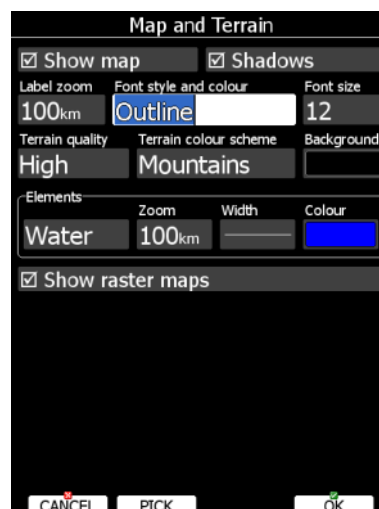 Map and Terrain
☑ Show map ☑ Shadows
Label zoom Font style and colour Font size
100km Outline 12
Terrain quality Terrain colour scheme Background
High Mountains
Elements
Zoom Width Colour
Water 100km
☑ Show raster maps
CANCEL PICK OK